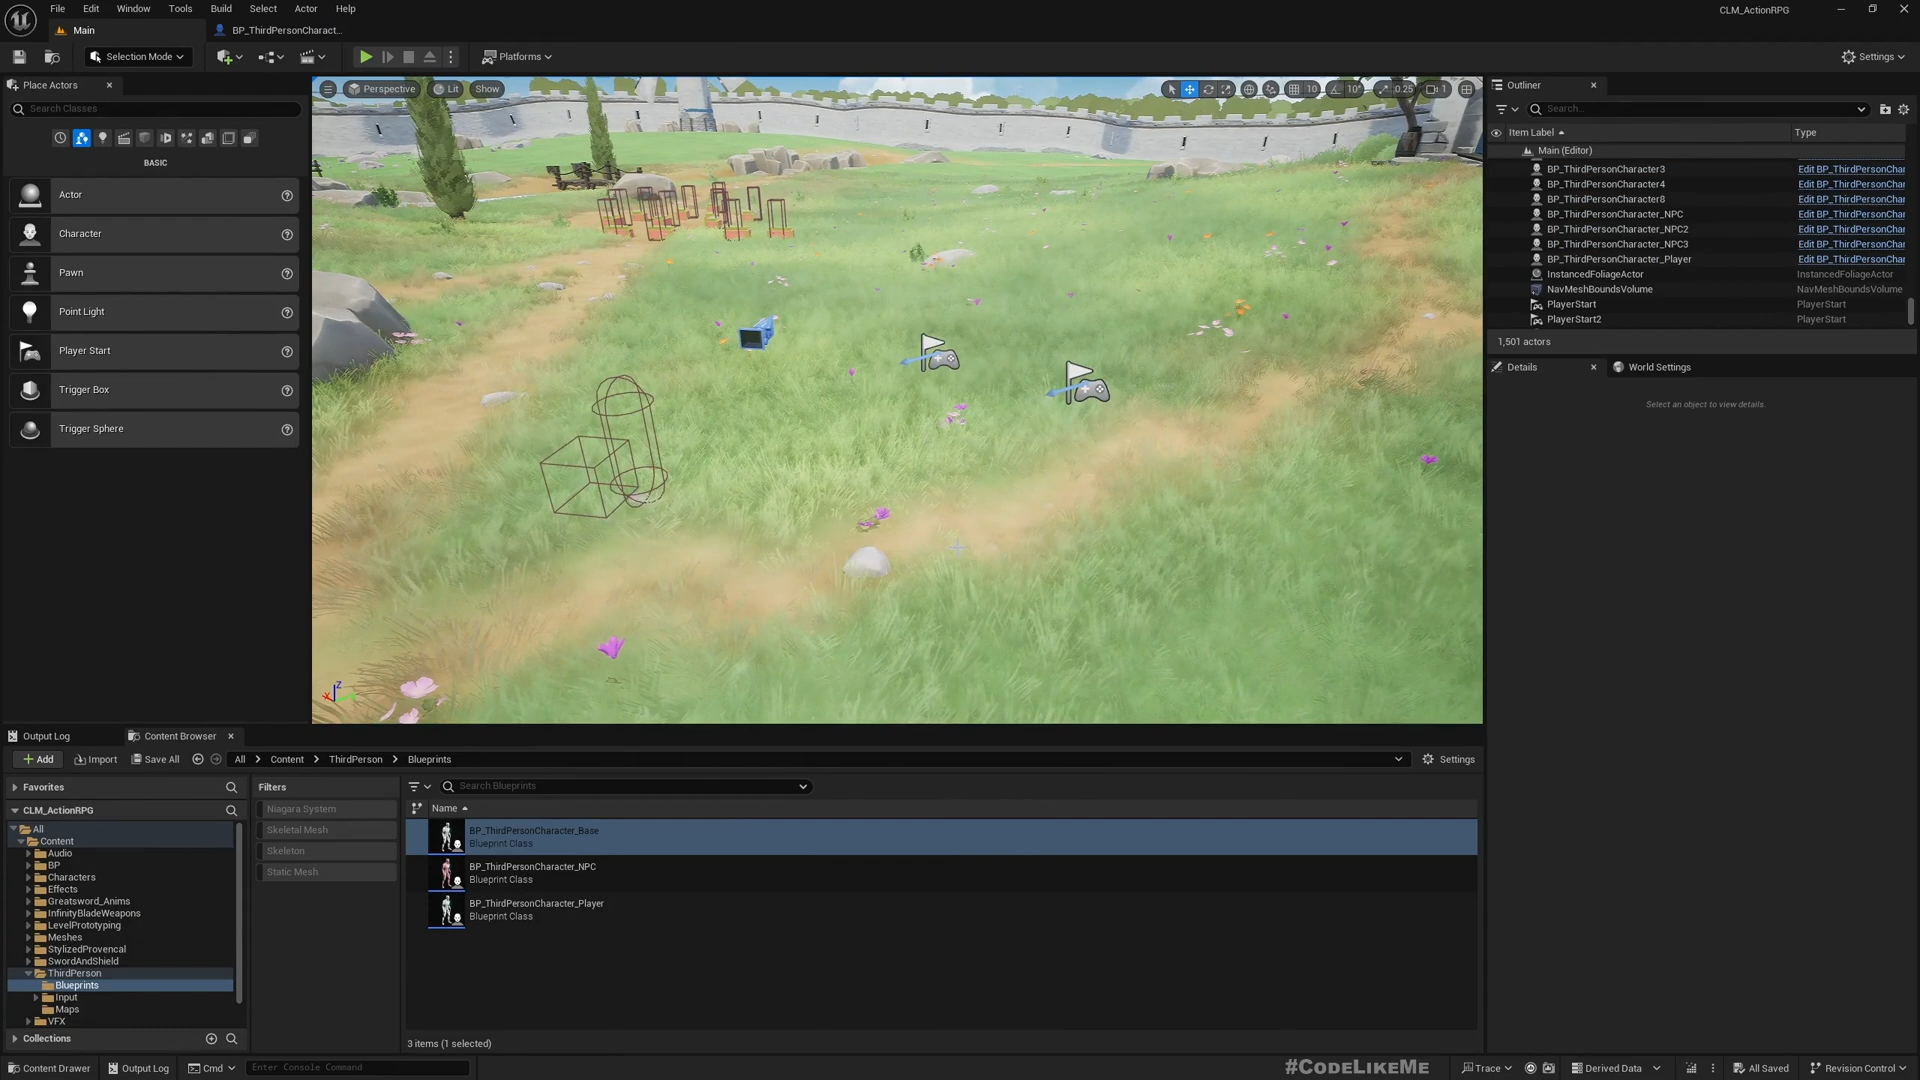 File Edit Window Tools Build Select Actor Help
CLM_ActionRPG
Main
BP_ThirdPersonCharact...
Selection Mode
Platforms
Settings
Place Actors
Search Classes
BASIC
Actor
Character
Pawn
Point Light
Player Start
Trigger Box
Trigger Sphere
Perspective
Lit
Show
10
10°
0.25
1
Z
X
Outliner
Search...
Item Label
Type
Main (Editor)
BP_ThirdPersonCharacter3 Edit BP_ThirdPersonChar
BP_ThirdPersonCharacter4 Edit BP_ThirdPersonChar
BP_ThirdPersonCharacter8 Edit BP_ThirdPersonChar
BP_ThirdPersonCharacter_NPC Edit BP_ThirdPersonChar
BP_ThirdPersonCharacter_NPC2 Edit BP_ThirdPersonChar
BP_ThirdPersonCharacter_NPC3 Edit BP_ThirdPersonChar
BP_ThirdPersonCharacter_Player Edit BP_ThirdPersonChar
InstancedFoliageActor InstancedFoliageActor
NavMeshBoundsVolume NavMeshBoundsVolume
PlayerStart PlayerStart
PlayerStart2 PlayerStart
1,501 actors
Details
World Settings
Select an object to view details.
Output Log
Content Browser
Add
Import
Save All
All > Content > ThirdPerson > Blueprints
Settings
Favorites
CLM_ActionRPG
All
Content
Audio
BP
Characters
Effects
Greatsword_Anims
InfinityBladeWeapons
LevelPrototyping
Meshes
StylizedProvencal
SwordAndShield
ThirdPerson
Blueprints
Input
Maps
VFX
Collections
Filters
Niagara System
Skeletal Mesh
Skeleton
Static Mesh
Search Blueprints
Name
BP_ThirdPersonCharacter_Base
Blueprint Class
BP_ThirdPersonCharacter_NPC
Blueprint Class
BP_ThirdPersonCharacter_Player
Blueprint Class
3 items (1 selected)
Content Drawer
Output Log
Cmd
Enter Console Command
#CODELIKEME
Trace
Derived Data
All Saved
Revision Control